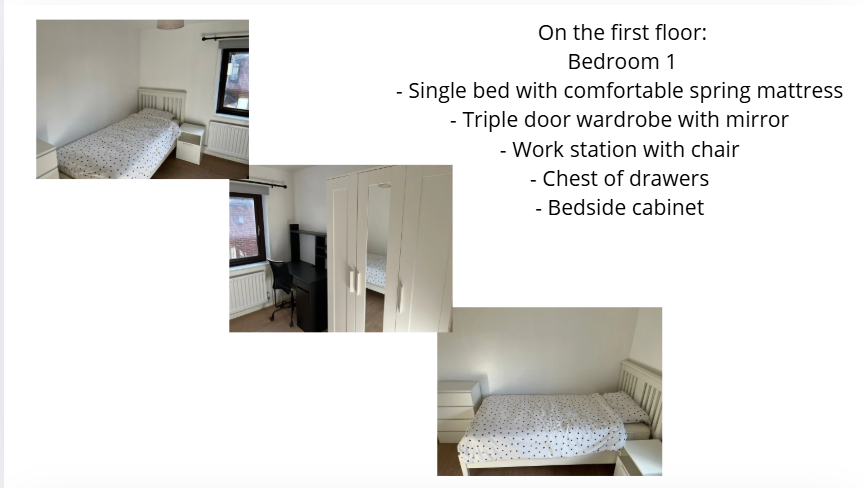 On the first floor:
Bedroom 1
- Single bed with comfortable spring mattress
- Triple door wardrobe with mirror
- Work station with chair
- Chest of drawers
- Bedside cabinet